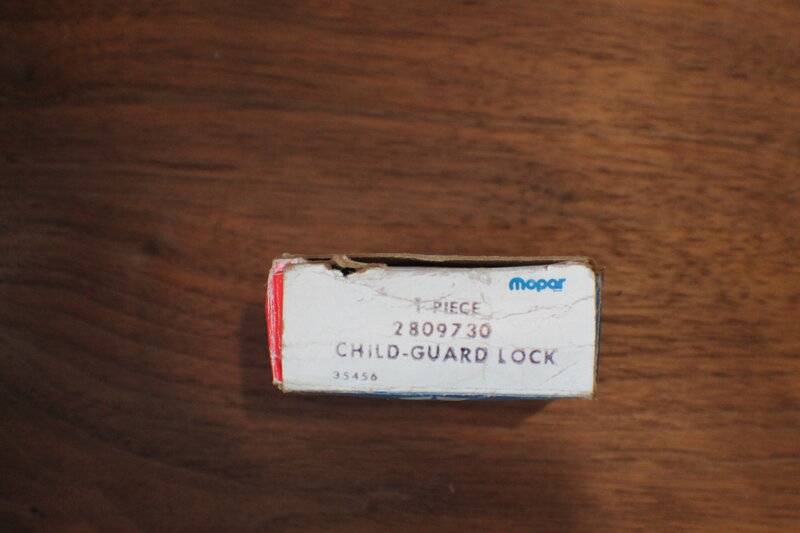 mopar
1 PIECE
2809730
CHILD-GUARD LOCK
35456